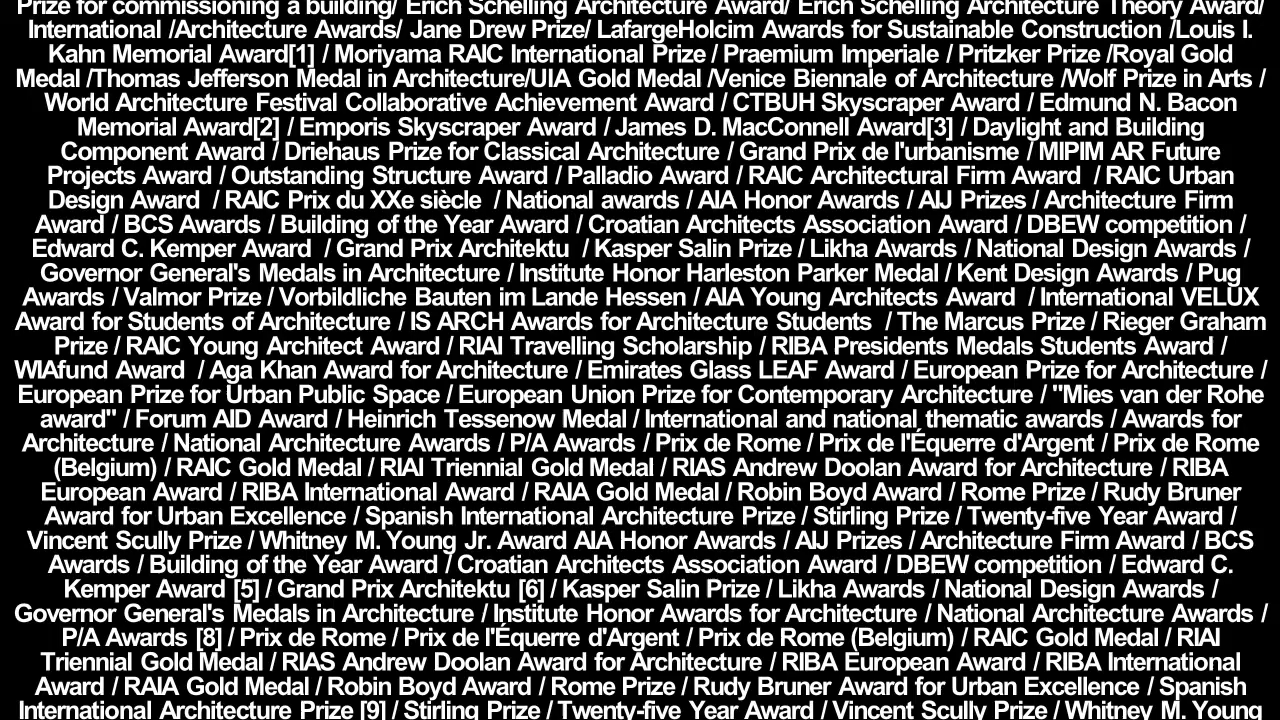 Prize for commissioning a building/ Erich Schelling Architecture Award/ Erich Schelling Architecture Theory Award/
International /Architecture Awards/ Jane Drew Prize/ LafargeHolcim Awards for Sustainable Construction /Louis I.
Kahn Memorial Award[1] / Moriyama RAIC International Prize / Praemium Imperiale / Pritzker Prize /Royal Gold
Medal /Thomas Jefferson Medal in Architecture/UIA Gold Medal /Venice Biennale of Architecture /Wolf Prize in Arts /
World Architecture Festival Collaborative Achievement Award / CTBUH Skyscraper Award / Edmund N. Bacon
Memorial Award[2] / Emporis Skyscraper Award / James D. MacConnell Award[3] / Daylight and Building
Component Award / Driehaus Prize for Classical Architecture / Grand Prix de l'urbanisme / MIPIM AR Future
Projects Award / Outstanding Structure Award / Palladio Award / RAIC Architectural Firm Award / RAIC Urban
Design Award / RAIC Prix du XXe siècle / National awards / AIA Honor Awards / AIJ Prizes / Architecture Firm
Award / BCS Awards / Building of the Year Award / Croatian Architects Association Award / DBEW competition /
Edward C. Kemper Award / Grand Prix Architektu / Kasper Salin Prize / Likha Awards / National Design Awards /
Governor General's Medals in Architecture / Institute Honor Harleston Parker Medal / Kent Design Awards / Pug
Awards / Valmor Prize / Vorbildliche Bauten im Lande Hessen / AIA Young Architects Award / International VELUX
Award for Students of Architecture / IS ARCH Awards for Architecture Students / The Marcus Prize / Rieger Graham
Prize / RAIC Young Architect Award / RIAI Travelling Scholarship / RIBA Presidents Medals Students Award /
WIAfund Award / Aga Khan Award for Architecture / Emirates Glass LEAF Award / European Prize for Architecture /
European Prize for Urban Public Space / European Union Prize for Contemporary Architecture / "Mies van der Rohe
award" / Forum AID Award / Heinrich Tessenow Medal / International and national thematic awards / Awards for
Architecture / National Architecture Awards / P/A Awards / Prix de Rome / Prix de l'Équerre d'Argent / Prix de Rome
(Belgium) / RAIC Gold Medal / RIAI Triennial Gold Medal / RIAS Andrew Doolan Award for Architecture / RIBA
European Award / RIBA International Award / RAIA Gold Medal / Robin Boyd Award / Rome Prize / Rudy Bruner
Award for Urban Excellence / Spanish International Architecture Prize / Stirling Prize / Twenty-five Year Award /
Vincent Scully Prize / Whitney M. Young Jr. Award AIA Honor Awards / AIJ Prizes / Architecture Firm Award / BCS
Awards / Building of the Year Award / Croatian Architects Association Award / DBEW competition / Edward C.
Kemper Award [5] / Grand Prix Architektu [6] / Kasper Salin Prize / Likha Awards / National Design Awards /
Governor General's Medals in Architecture / Institute Honor Awards for Architecture / National Architecture Awards /
P/A Awards [8] / Prix de Rome / Prix de l'Équerre d'Argent / Prix de Rome (Belgium) / RAIC Gold Medal / RIAI
Triennial Gold Medal / RIAS Andrew Doolan Award for Architecture / RIBA European Award / RIBA International
Award / RAIA Gold Medal / Robin Boyd Award / Rome Prize / Rudy Bruner Award for Urban Excellence / Spanish
International Architecture Prize [9] / Stirling Prize / Twenty-five Year Award / Vincent Scully Prize / Whitney M. Young